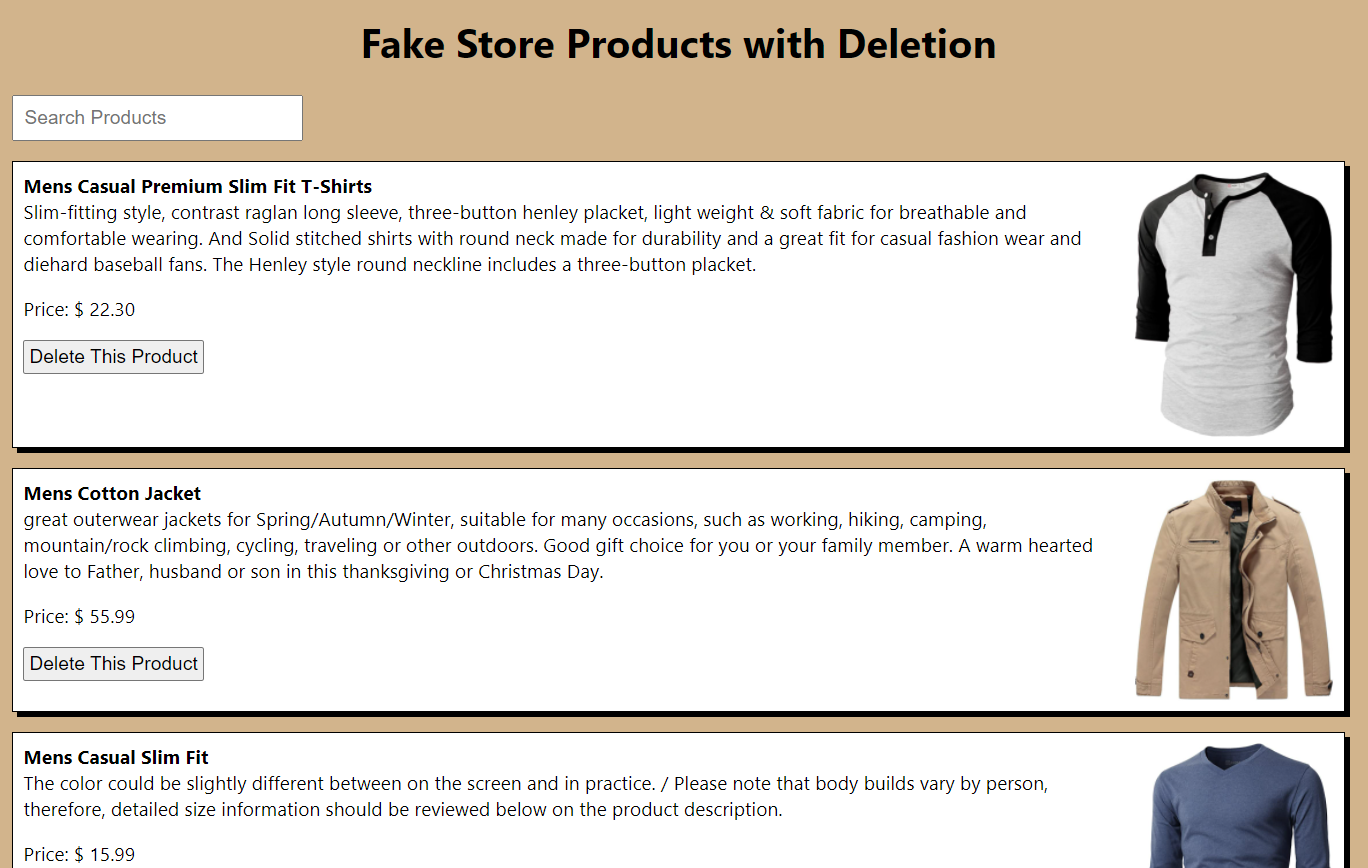 Fake Store Products with Deletion
Search Products
Mens Casual Premium Slim Fit T-Shirts
Slim-fitting style, contrast raglan long sleeve, three-button henley placket, light weight & soft fabric for breathable and
comfortable wearing. And Solid stitched shirts with round neck made for durability and a great fit for casual fashion wear and
diehard baseball fans. The Henley style round neckline includes a three-button placket.
Price: $ 22.30
Delete This Product
Mens Cotton Jacket
great outerwear jackets for Spring/Autumn/Winter, suitable for many occasions, such as working, hiking, camping,
mountain/rock climbing, cycling, traveling or other outdoors. Good gift choice for you or your family member. A warm hearted
love to Father, husband or son in this thanksgiving or Christmas Day.
Price: $ 55.99
Delete This Product
Mens Casual Slim Fit
The color could be slightly different between on the screen and in practice. / Please note that body builds vary by person,
therefore, detailed size information should be reviewed below on the product description.
Price: $ 15.99